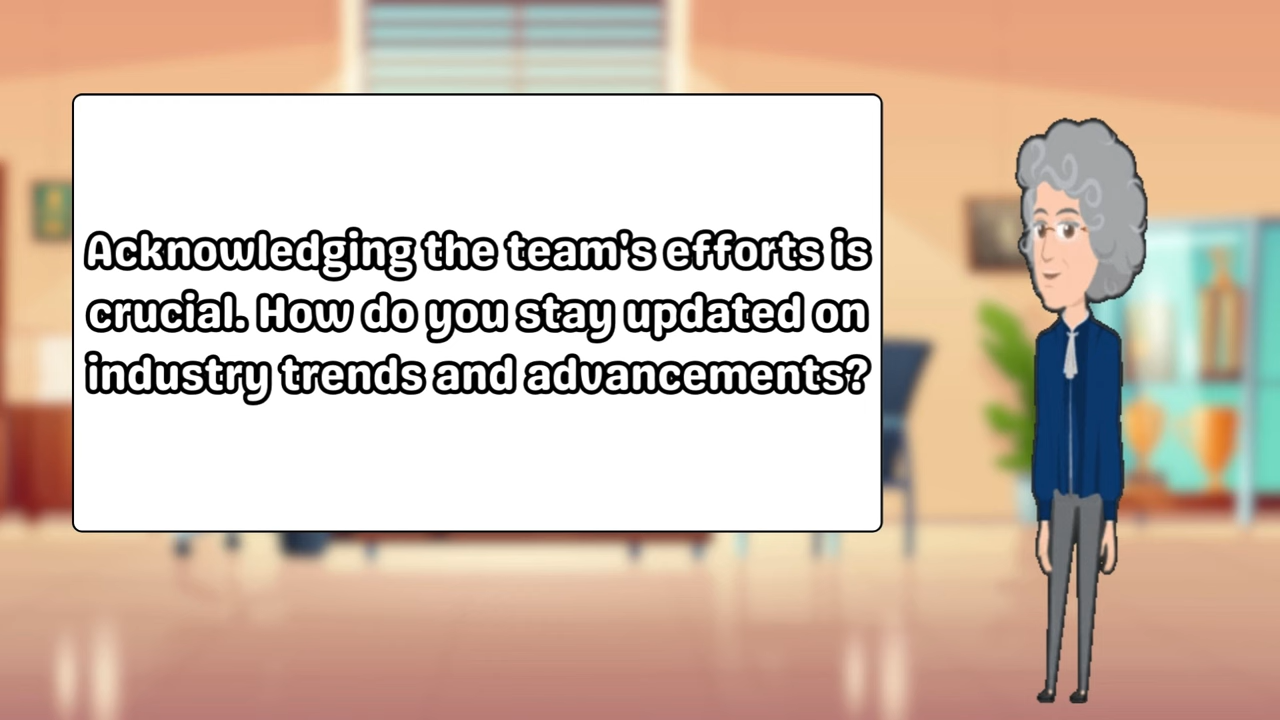 Acknowledging the team's efforts is
crucial. How do you stay updated on
industry trends and advancements?